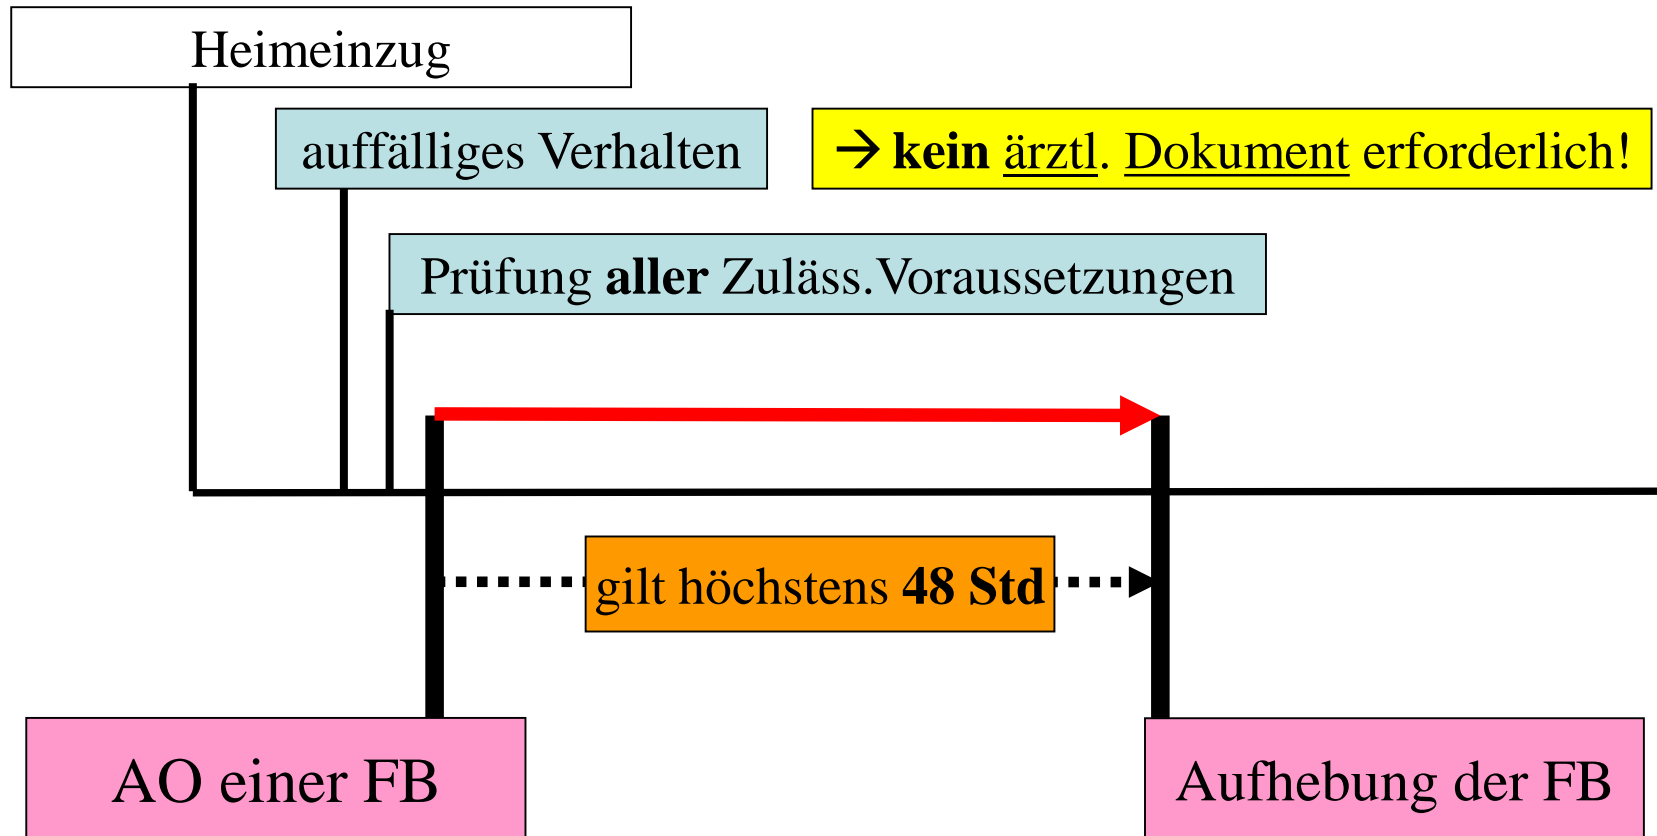 Heimeinzug
auffälliges Verhalten
→ kein ärztl. Dokument erforderlich!
Prüfung aller Zuläss.Voraussetzungen
gilt höchstens 48 Std
AO einer FB
Aufhebung der FB